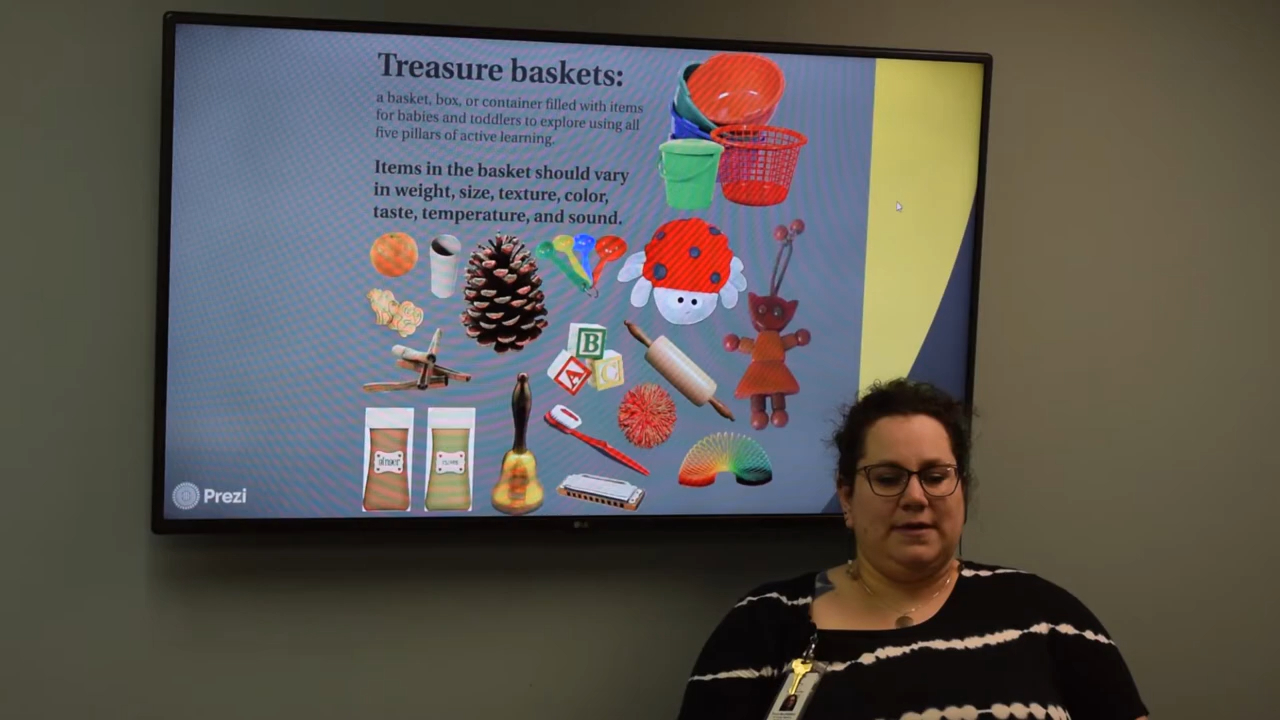 Treasure baskets:
a basket, box, or container filled with items
for babies and toddlers to explore using all
five pillars of active learning.
Items in the basket should vary
in weight, size, texture, color,
taste, temperature, and sound.
B
A C
Prezi
LG